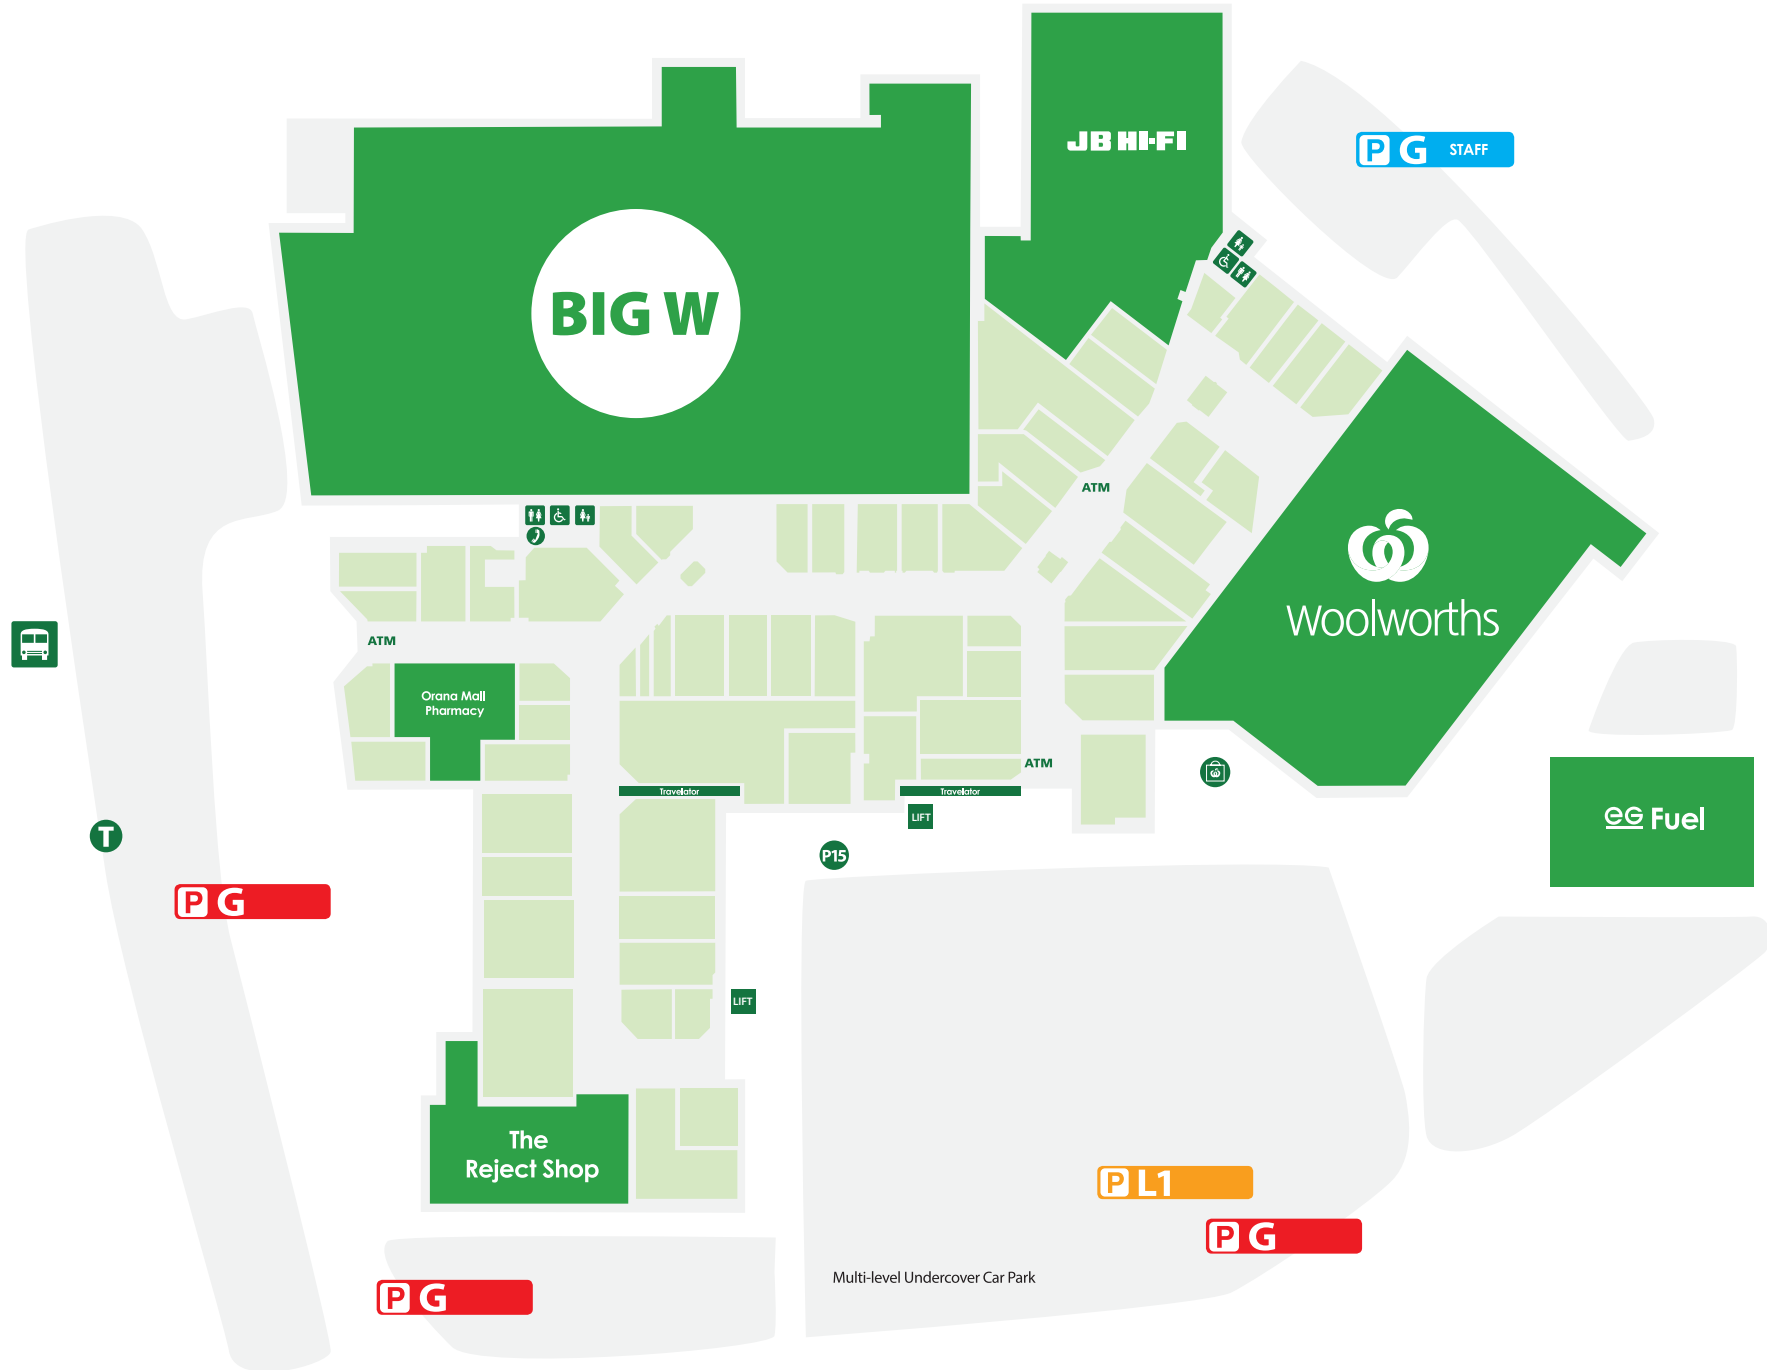 JB HI-FI
P G STAFF
BIG W
ATM
Woolworths
ATM
Orana Mall
Pharmacy
ATM
Travelator
Travelator
LIFT
eG Fuel
T
P15
P G
LIFT
The
Reject Shop
P L1
P G
Multi-level Undercover Car Park
P G